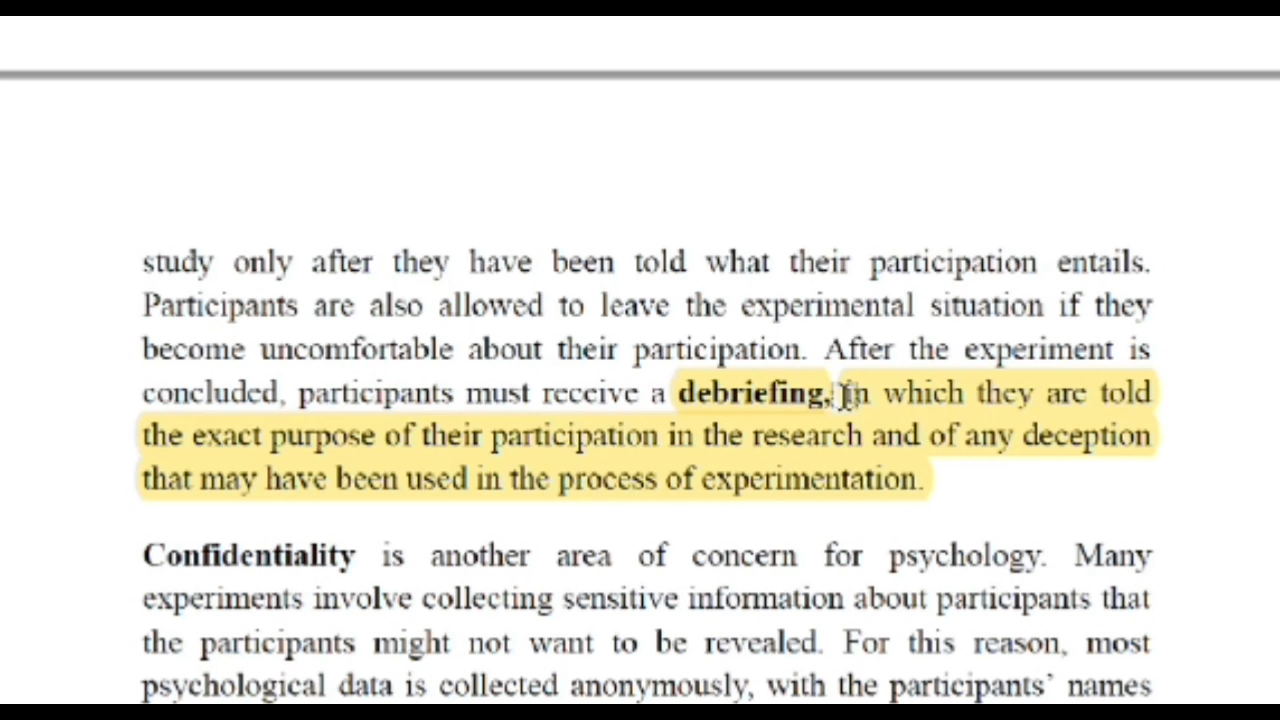 study only after they have been told what their participation entails.
Participants are also allowed to leave the experimental situation if they
become uncomfortable about their participation. After the experiment is
concluded, participants must receive a debriefing, in which they are told
the exact purpose of their participation in the research and of any deception
that may have been used in the process of experimentation.
Confidentiality is another area of concern for psychology. Many
experiments involve collecting sensitive information about participants that
the participants might not want to be revealed. For this reason, most
psychological data is collected anonymously, with the participants’ names